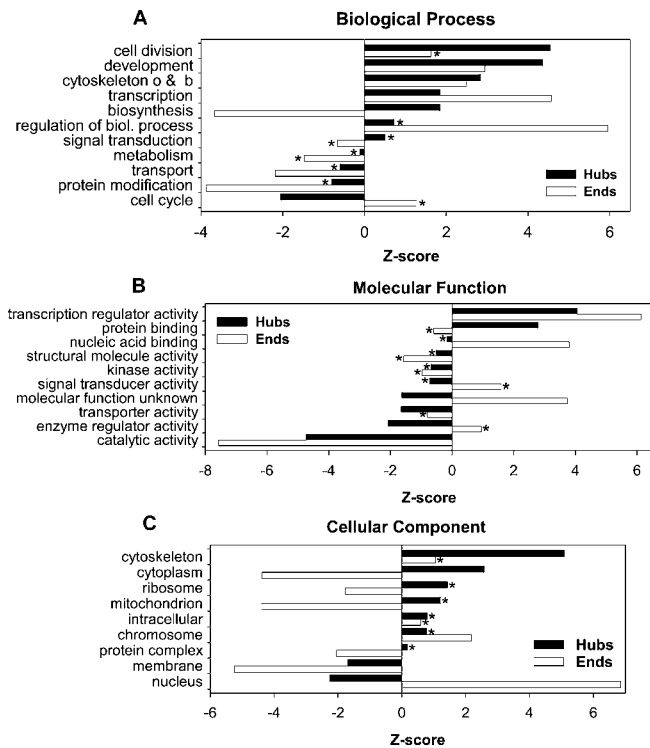 A
Biological Process
cell division
*
development
cytoskeleton o & b
transcription
biosynthesis
regulation of biol. process
*
signal transduction
* *
metabolism
* *
transport
*
protein modification
*
cell cycle
*
Hubs
Ends
-4 -2 0 2 4 6
Z-score
B
Molecular Function
transcription regulator activity
protein binding
*
nucleic acid binding
*
structural molecule activity
* *
kinase activity
* *
signal transducer activity
* *
molecular function unknown
transporter activity
*
enzyme regulator activity
*
catalytic activity
Hubs
Ends
-8 -6 -4 -2 0 2 4 6
Z-score
C
Cellular Component
cytoskeleton
*
cytoplasm
ribosome
*
mitochondrion
*
intracellular
*
*
chromosome
*
protein complex
*
membrane
nucleus
Hubs
Ends
-6 -4 -2 0 2 4 6
Z-score